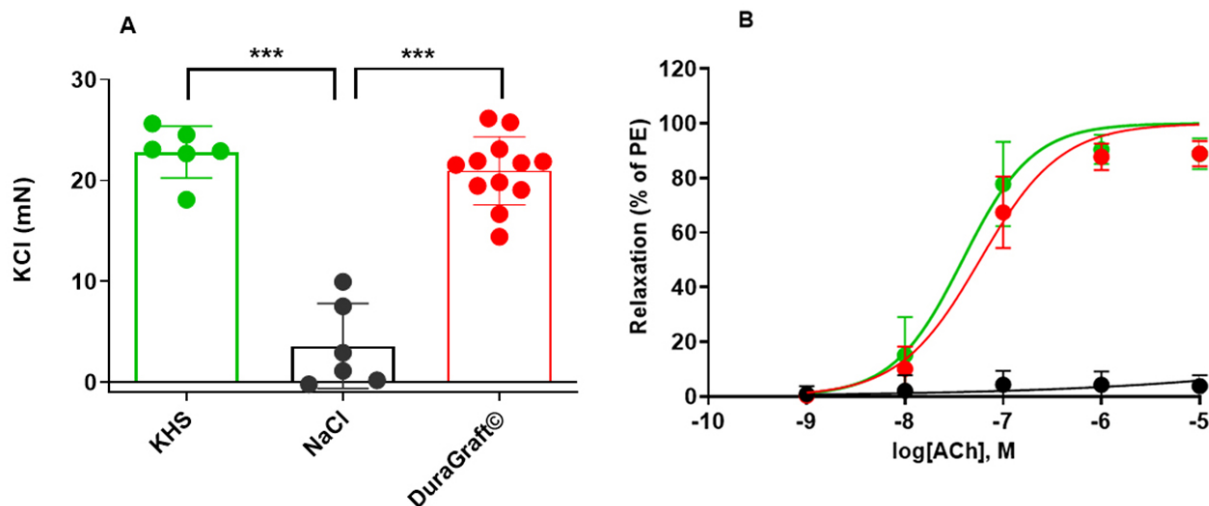 A
*** ***
30
20
10
0
KCl (mN)
KHS
NaCl
DuraGraft©
B
120
100
80
60
40
20
0
Relaxation (% of PE)
-10 -9 -8 -7 -6 -5
log[ACh], M